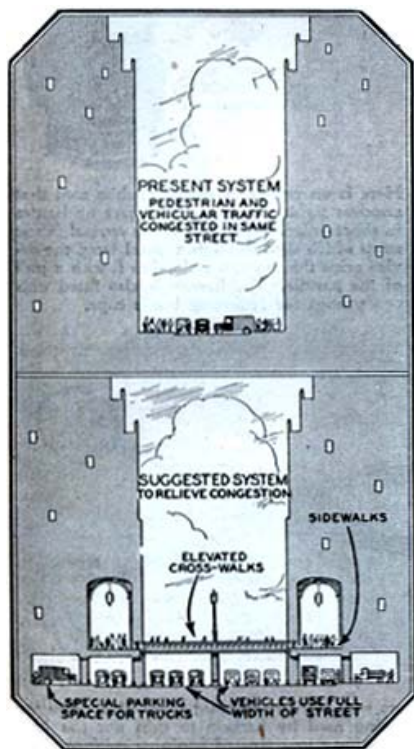 PRESENT SYSTEM
PEDESTRIAN AND
VEHICULAR TRAFFIC
CONGESTED IN SAME
STREET
SUGGESTED SYSTEM
TO RELIEVE CONGESTION
SIDEWALKS
ELEVATED
CROSS-WALKS
SPECIAL PARKING
SPACE FOR TRUCKS
VEHICLES USE FULL
WIDTH OF STREET